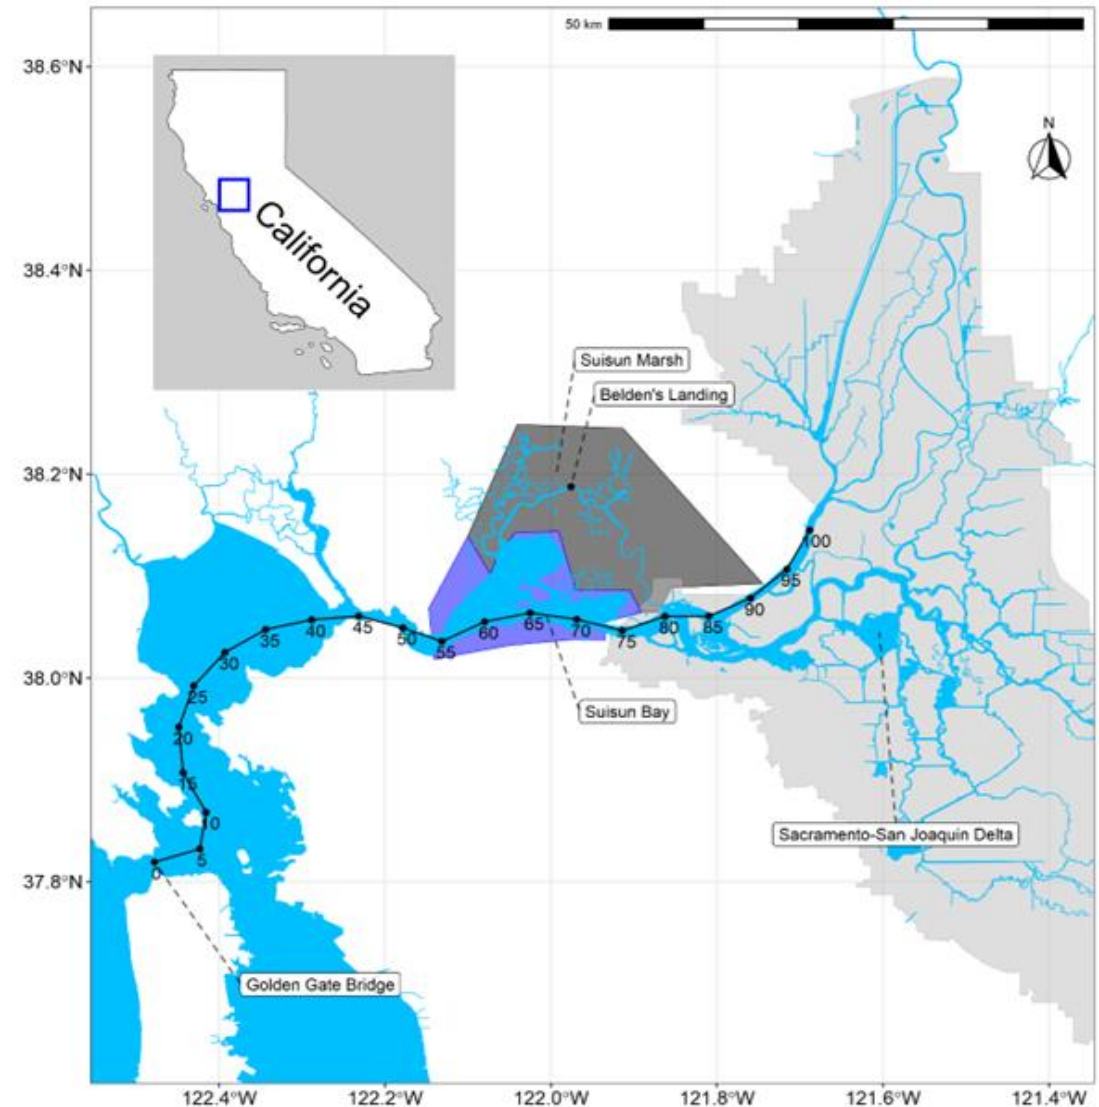 50 km
38.6°N
N
California
38.4°N
Suisun Marsh
Belden's Landing
38.2°N
100
95
90
85
80
75
70
65
60
55
50
45
40
35
30
25
20
15
10
5
0
38.0°N
Suisun Bay
Sacramento-San Joaquin Delta
37.8°N
Golden Gate Bridge
122.4°W
122.2°W
122.0°W
121.8°W
121.6°W
121.4°W